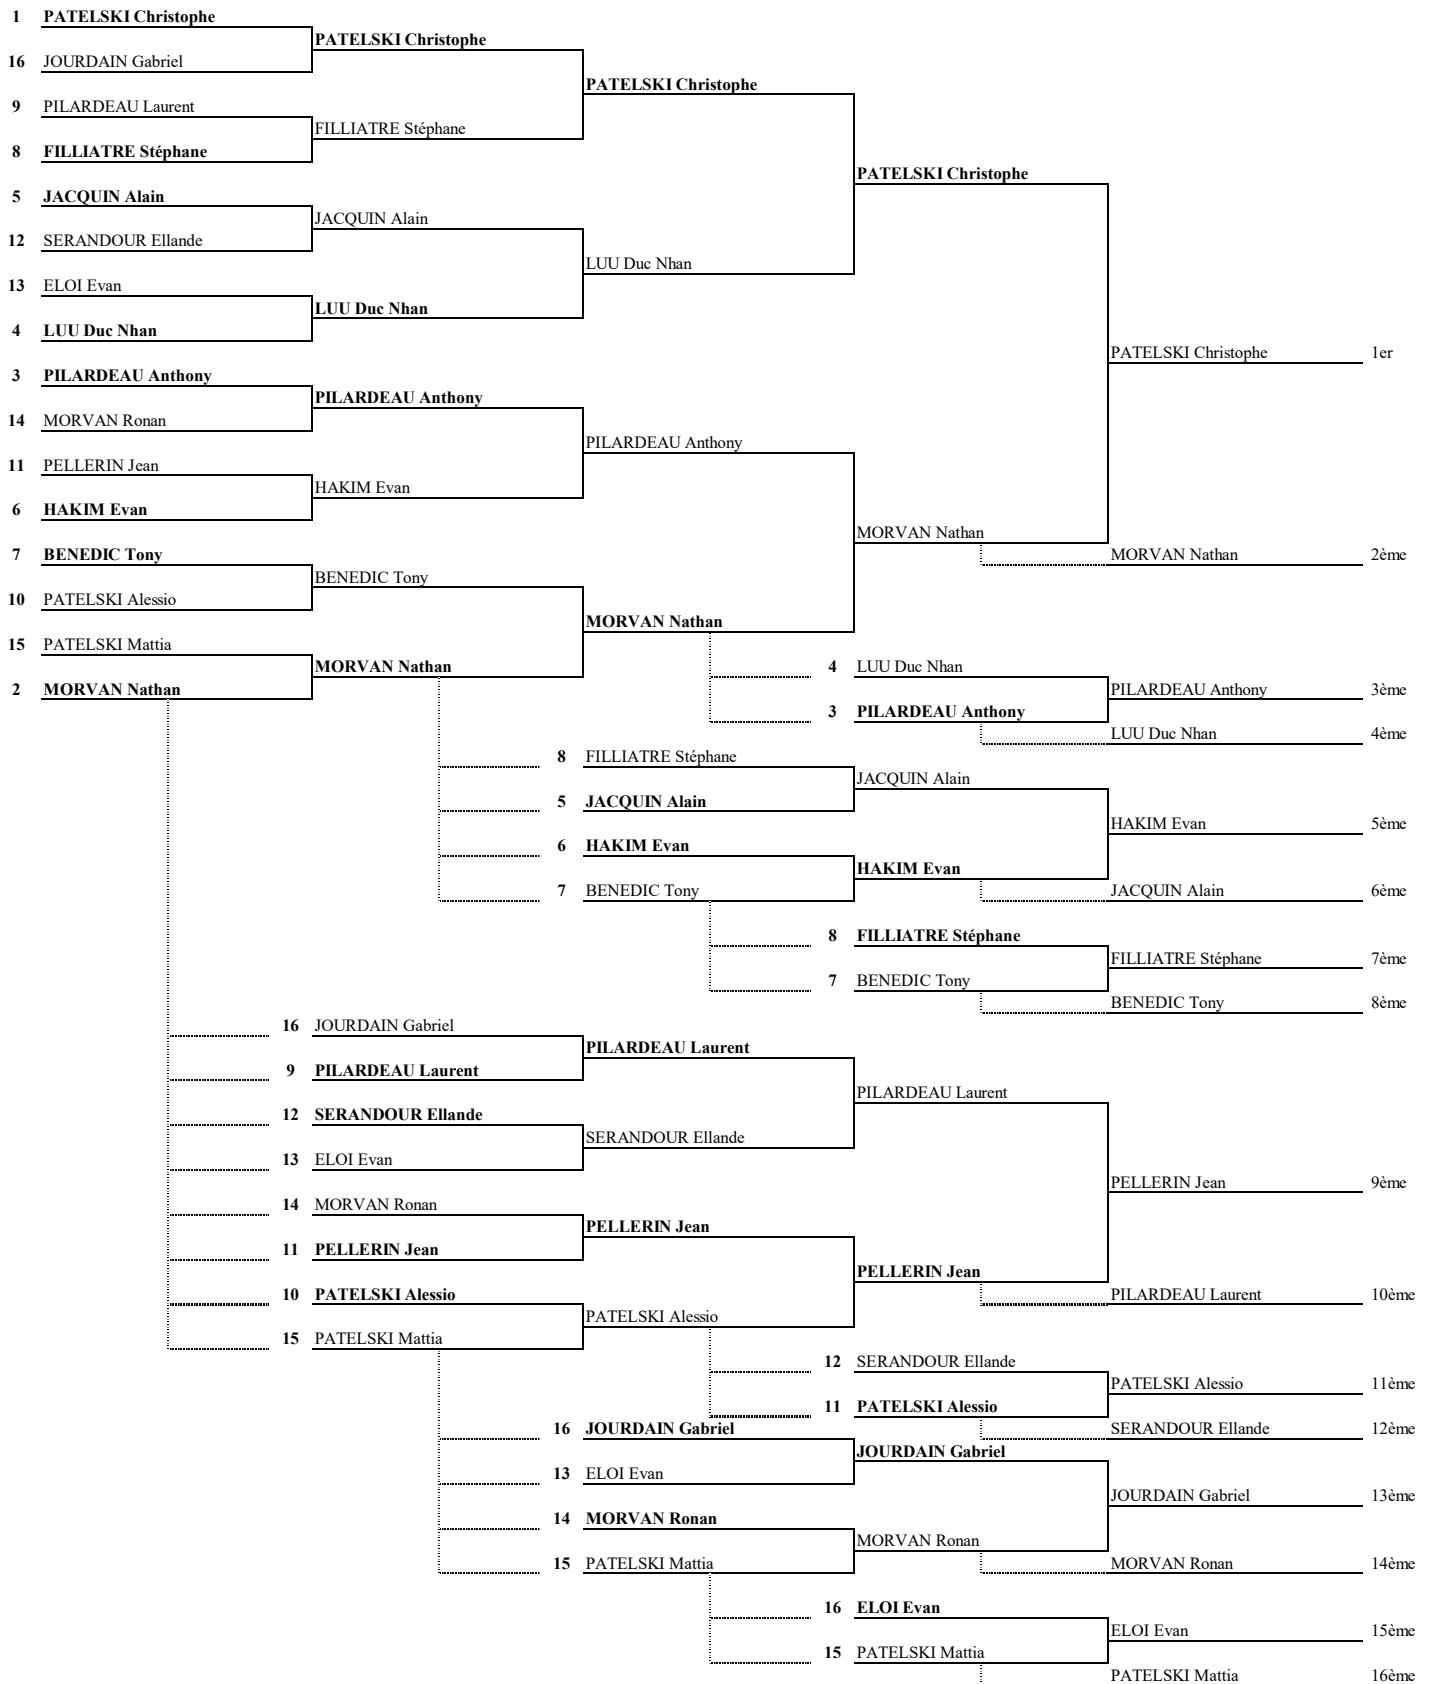 1 PATELSKI Christophe
PATELSKI Christophe
16 JOURDAIN Gabriel
PATELSKI Christophe
9 PILARDEAU Laurent
FILLIATRE Stéphane
8 FILLIATRE Stéphane
PATELSKI Christophe
5 JACQUIN Alain
JACQUIN Alain
12 SERANDOUR Ellande
LUU Duc Nhan
13 ELOI Evan
LUU Duc Nhan
4 LUU Duc Nhan
PATELSKI Christophe 1er
3 PILARDEAU Anthony
PILARDEAU Anthony
14 MORVAN Ronan
PILARDEAU Anthony
11 PELLERIN Jean
HAKIM Evan
6 HAKIM Evan
MORVAN Nathan
7 BENEDIC Tony
MORVAN Nathan 2ème
BENEDIC Tony
10 PATELSKI Alessio
MORVAN Nathan
15 PATELSKI Mattia
MORVAN Nathan
4 LUU Duc Nhan
2 MORVAN Nathan
PILARDEAU Anthony 3ème
3 PILARDEAU Anthony
LUU Duc Nhan 4ème
8 FILLIATRE Stéphane
JACQUIN Alain
5 JACQUIN Alain
HAKIM Evan 5ème
6 HAKIM Evan
HAKIM Evan
7 BENEDIC Tony
JACQUIN Alain 6ème
8 FILLIATRE Stéphane
FILLIATRE Stéphane 7ème
7 BENEDIC Tony
BENEDIC Tony 8ème
16 JOURDAIN Gabriel
PILARDEAU Laurent
9 PILARDEAU Laurent
PILARDEAU Laurent
12 SERANDOUR Ellande
SERANDOUR Ellande
13 ELOI Evan
PELLERIN Jean 9ème
14 MORVAN Ronan
PELLERIN Jean
11 PELLERIN Jean
PELLERIN Jean
10 PATELSKI Alessio
PILARDEAU Laurent 10ème
PATELSKI Alessio
15 PATELSKI Mattia
12 SERANDOUR Ellande
PATELSKI Alessio 11ème
11 PATELSKI Alessio
SERANDOUR Ellande 12ème
16 JOURDAIN Gabriel
JOURDAIN Gabriel
13 ELOI Evan
JOURDAIN Gabriel 13ème
14 MORVAN Ronan
MORVAN Ronan
15 PATELSKI Mattia
MORVAN Ronan 14ème
16 ELOI Evan
ELOI Evan 15ème
15 PATELSKI Mattia
PATELSKI Mattia 16ème